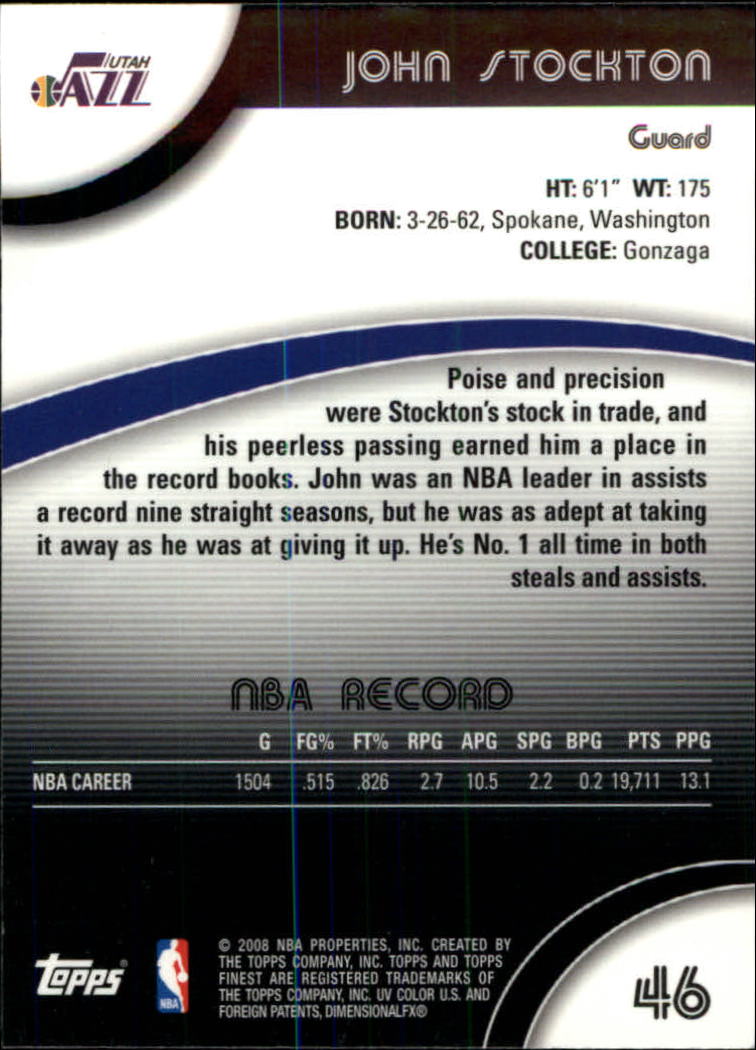 UTAH
JAZZ
JOHN STOCKTON
Guard
HT: 6'1" WT: 175
BORN: 3-26-62, Spokane, Washington
COLLEGE: Gonzaga
Poise and precision
were Stockton's stock in trade, and
his peerless passing earned him a place in
the record books. John was an NBA leader in assists
a record nine straight seasons, but he was as adept at taking
it away as he was at giving it up. He's No. 1 all time in both
steals and assists.
NBA RECORD
G FG% FT% RPG APG SPG BPG PTS PPG
NBA CAREER 1504 .515 .826 2.7 10.5 2.2 0.2 19,711 13.1
© 2008 NBA PROPERTIES, INC. CREATED BY
THE TOPPS COMPANY, INC. TOPPS AND TOPPS
FINEST ARE REGISTERED TRADEMARKS OF
THE TOPPS COMPANY, INC. UV COLOR U.S. AND
FOREIGN PATENTS, DIMENSIONALFX®
topps®
NBA
46